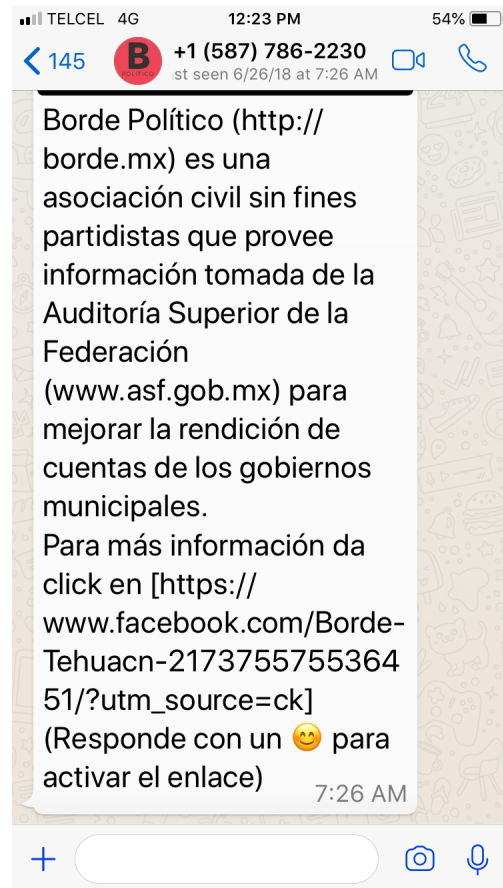 TELCEL 4G 12:23 PM 54%
145 B POLITICO +1 (587) 786-2230
st seen 6/26/18 at 7:26 AM
Borde Político (http://
borde.mx) es una
asociación civil sin fines
partidistas que provee
información tomada de la
Auditoría Superior de la
Federación
(www.asf.gob.mx) para
mejorar la rendición de
cuentas de los gobiernos
municipales.
Para más información da
click en [https://
www.facebook.com/Borde-
Tehuacn-2173755755364
51/?utm_source=ck]
(Responde con un 😊 para
activar el enlace)
7:26 AM